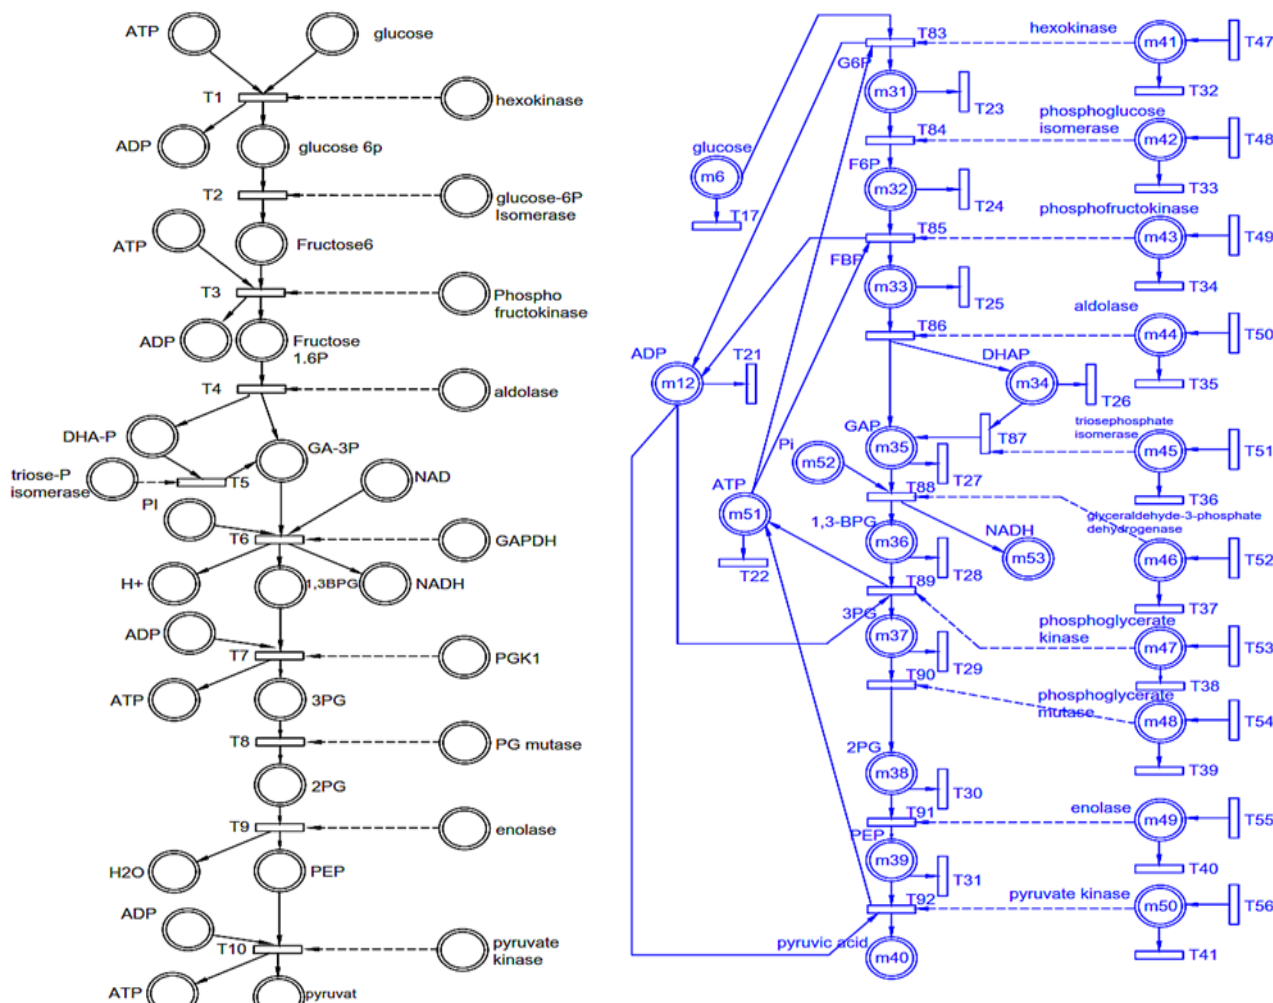 ATP
glucose
T1
hexokinase
ADP
glucose 6p
T2
glucose-6P
Isomerase
ATP
Fructose6
T3
Phospho
fructokinase
ADP
Fructose
1.6P
T4
aldolase
DHA-P
GA-3P
NAD
triose-P
isomerase
T5
PI
T6
GAPDH
H+
1,3BPG
NADH
ADP
T7
PGK1
ATP
3PG
T8
PG mutase
2PG
T9
enolase
H2O
PEP
ADP
T10
pyruvate
kinase
ATP
pyruvat
T83
hexokinase
m41
T47
G6P
m31
T23
T32
T84
phosphoglucose
isomerase
m42
T48
glucose
m6
T17
F6P
m32
T24
T33
T85
phosphofructokinase
m43
T49
FBP
m33
T25
T34
T86
aldolase
m44
T50
ADP
m12
T21
DHAP
m34
T26
T35
GAP
m35
T87
triosephosphate
isomerase
m45
T51
Pi
m52
T27
T36
ATP
m51
T22
T88
glyceraldehyde-3-phosphate
dehydrogenase
m46
T52
1,3-BPG
m36
T28
NADH
m53
T37
T89
3PG
m37
T29
phosphoglycerate
kinase
m47
T53
T38
T90
phosphoglycerate
mutase
m48
T54
T39
2PG
m38
T30
T91
enolase
m49
T55
T40
PEP
m39
T31
T92
pyruvate kinase
m50
T56
T41
pyruvic acid
m40